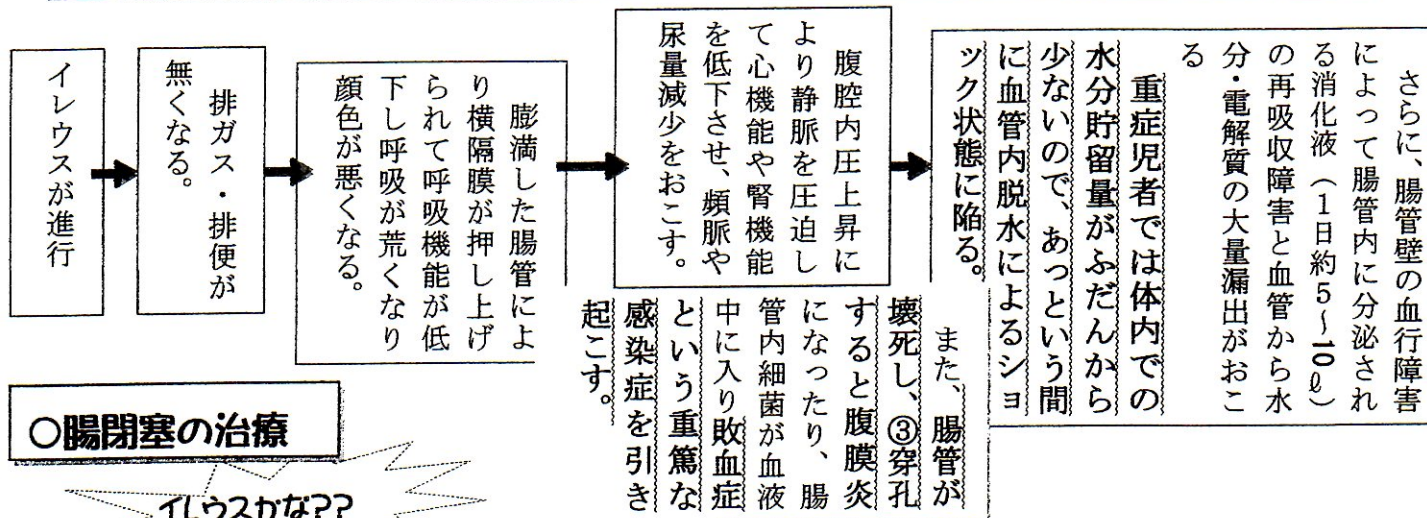 イレウスが進行
排ガス・排便が
無くなる。
膨満した腸管によ
り横隔膜が押し上げ
られて呼吸機能が低
下し呼吸が荒くなり
顔色が悪くなる。
腹腔内圧上昇に
より静脈を圧迫し
て心機能や腎機能
を低下させ、頻脈や
尿量減少をおこす。
さらに、腸管壁の血行障害
によって腸管内に分泌され
る消化液（1日約5~10ℓ）
の再吸収障害と血管から水
分・電解質の大量漏出がおこ
る
重症児者では体内での
水分貯留量がふだんから
少ないので、あっという間
に血管内脱水によるショ
ック状態に陥る。
また、腸管が
壊死し、③穿孔
すると腹膜炎
になったり、腸
管内細菌が血液
中に入り敗血症
という重篤な
感染症を引き
起こす。
○腸閉塞の治療
イレウスかな??